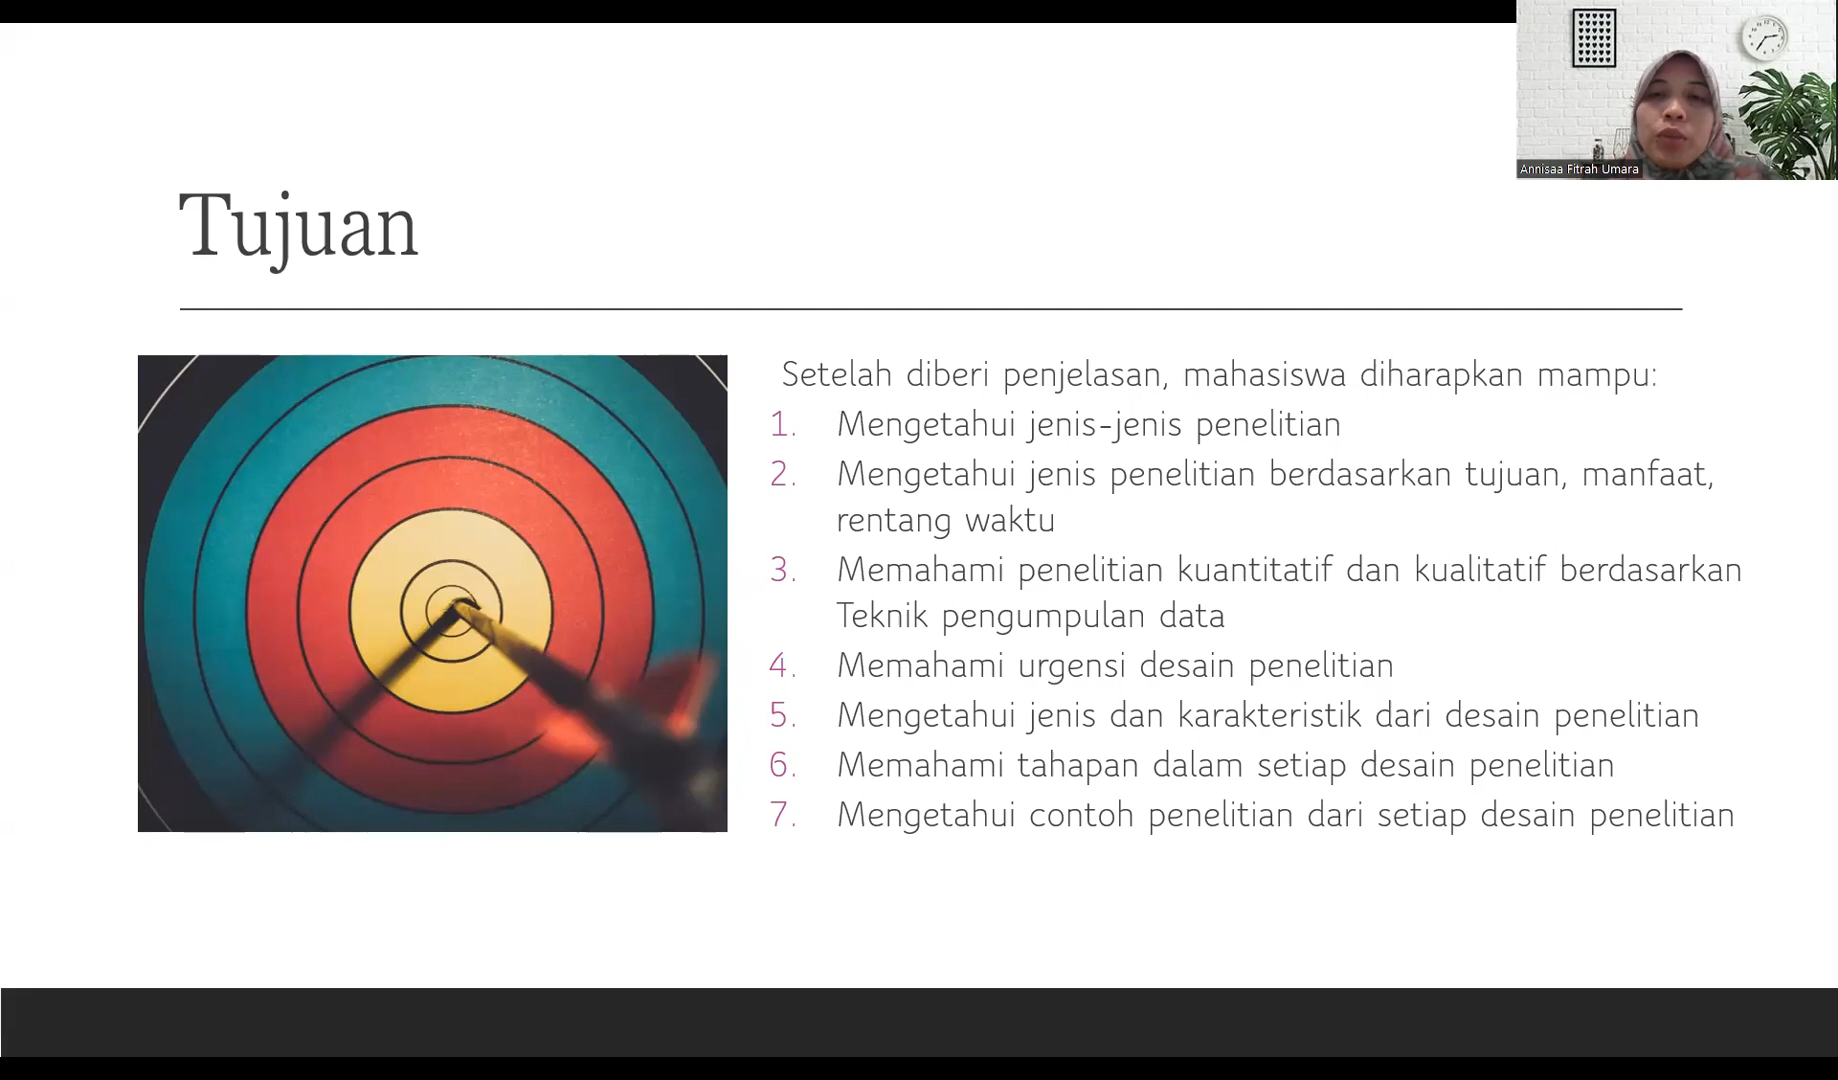 Annisaa Fitrah Umara
Tujuan
Setelah diberi penjelasan, mahasiswa diharapkan mampu:
1. Mengetahui jenis-jenis penelitian
2. Mengetahui jenis penelitian berdasarkan tujuan, manfaat,
rentang waktu
3. Memahami penelitian kuantitatif dan kualitatif berdasarkan
Teknik pengumpulan data
4. Memahami urgensi desain penelitian
5. Mengetahui jenis dan karakteristik dari desain penelitian
6. Memahami tahapan dalam setiap desain penelitian
7. Mengetahui contoh penelitian dari setiap desain penelitian